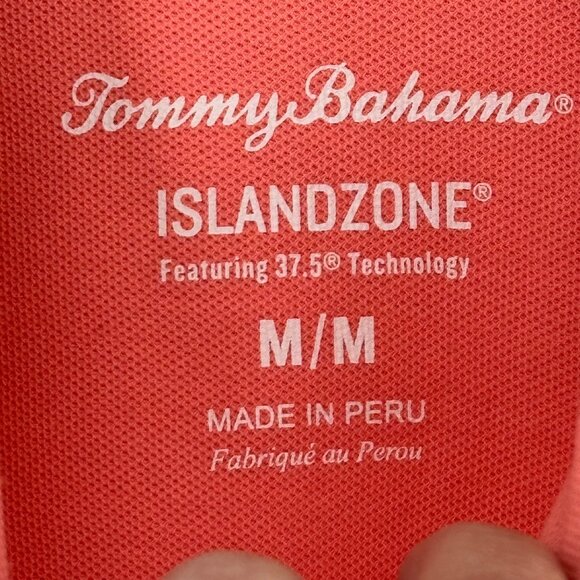 Tommy Bahama®
ISLANDZONE®
Featuring 37.5® Technology
M/M
MADE IN PERU
Fabriqué au Perou